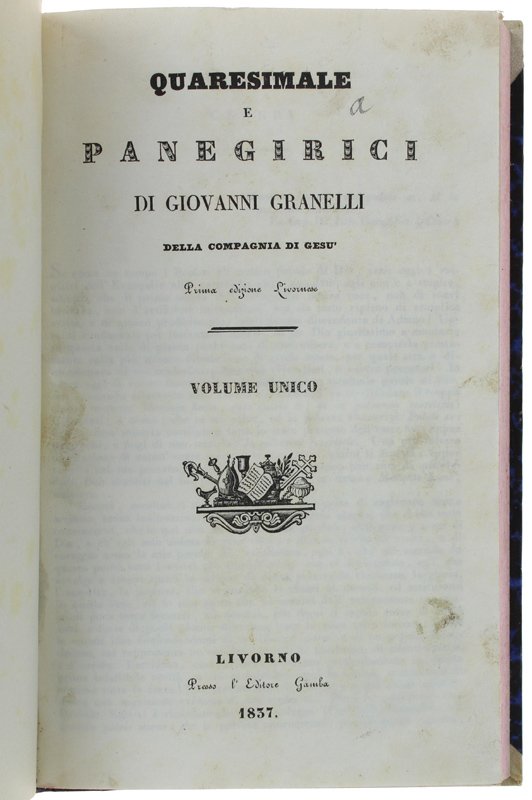 QUARESIMALE
a
E
PANEGIRICI
DI GIOVANNI GRANELLI
DELLA COMPAGNIA DI GESU'
Prima edizione Livornese
VOLUME UNICO
LIVORNO
Presso l' Editore Gamba
1837.